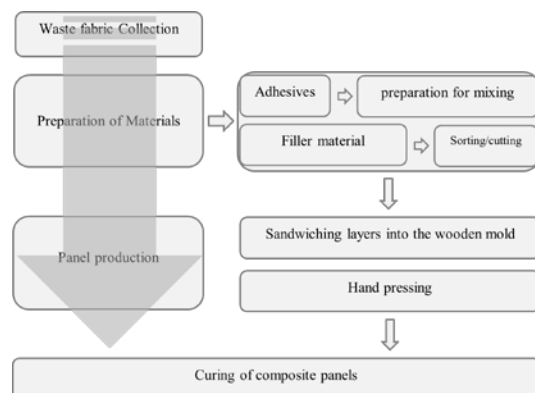 Waste fabric Collection
Preparation of Materials
Adhesives
preparation for mixing
Filler material
Sorting/cutting
Panel production
Sandwiching layers into the wooden mold
Hand pressing
Curing of composite panels